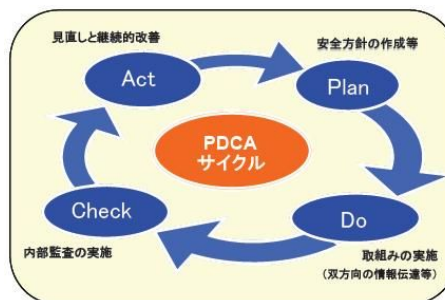 見直しと継続的改善
Act
安全方針の作成等
Plan
PDCA
サイクル
Check
内部監査の実施
Do
取組みの実施
(双方向の情報伝達等)